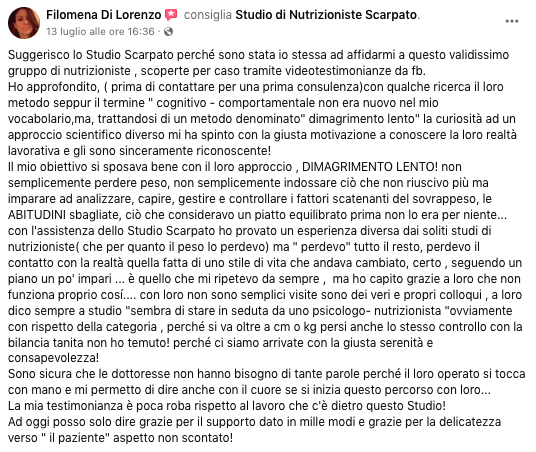 Filomena Di Lorenzo consiglia Studio di Nutrizioniste Scarpato.
13 luglio alle ore 16:36 ·
Suggerisco lo Studio Scarpato perché sono stata io stessa ad affidarmi a questo validissimo
gruppo di nutrizioniste , scoperte per caso tramite videotestimonianze da fb.
Ho approfondito, ( prima di contattare per una prima consulenza)con qualche ricerca il loro
metodo seppur il termine " cognitivo - comportamentale non era nuovo nel mio
vocabolario,ma, trattandosi di un metodo denominato" dimagrimento lento" la curiosità ad un
approccio scientifico diverso mi ha spinto con la giusta motivazione a conoscere la loro realtà
lavorativa e gli sono sinceramente riconoscente!
Il mio obiettivo si sposava bene con il loro approccio , DIMAGRIMENTO LENTO! non
semplicemente perdere peso, non semplicemente indossare ciò che non riuscivo più ma
imparare ad analizzare, capire, gestire e controllare i fattori scatenanti del sovrappeso, le
ABITUDINI sbagliate, ciò che consideravo un piatto equilibrato prima non lo era per niente...
con l'assistenza dello Studio Scarpato ho provato un esperienza diversa dai soliti studi di
nutrizioniste( che per quanto il peso lo perdevo) ma " perdevo" tutto il resto, perdevo il
contatto con la realtà quella fatta di uno stile di vita che andava cambiato, certo , seguendo un
piano un po' impari ... è quello che mi ripetevo da sempre ,  ma ho capito grazie a loro che non
funziona proprio cosí.... con loro non sono semplici visite sono dei veri e propri colloqui , a loro
dico sempre a studio "sembra di stare in seduta da uno psicologo- nutrizionista "ovviamente
con rispetto della categoria , perché si va oltre a cm o kg persi anche lo stesso controllo con la
bilancia tanita non ho temuto! perché ci siamo arrivate con la giusta serenità e
consapevolezza!
Sono sicura che le dottoresse non hanno bisogno di tante parole perché il loro operato si tocca
con mano e mi permetto di dire anche con il cuore se si inizia questo percorso con loro...
La mia testimonianza è poca roba rispetto al lavoro che c'è dietro questo Studio!
Ad oggi posso solo dire grazie per il supporto dato in mille modi e grazie per la delicatezza
verso " il paziente" aspetto non scontato!